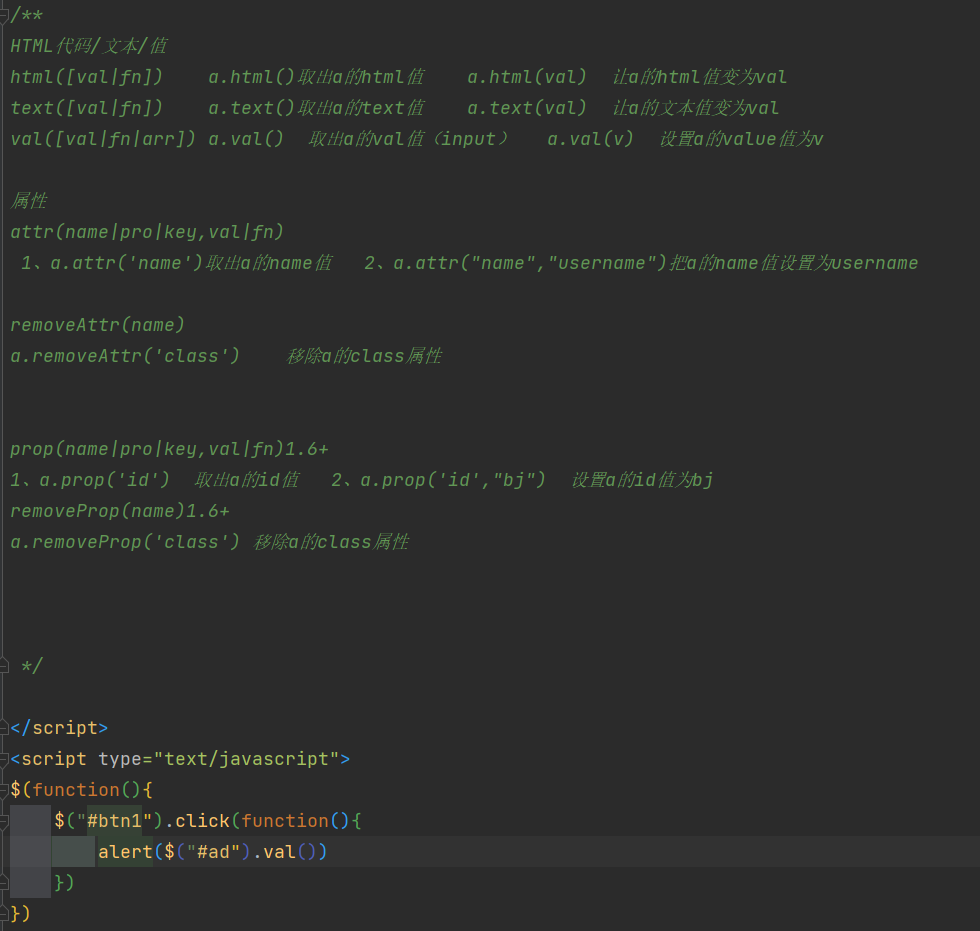 /**
HTML代码/文本/值
html([val|fn])    a.html()取出a的html值    a.html(val)  让a的html值变为val
text([val|fn])    a.text()取出a的text值    a.text(val)  让a的文本值变为val
val([val|fn|arr]) a.val()  取出a的val值（input）   a.val(v)  设置a的value值为v
属性
attr(name|pro|key,val|fn)
 1、a.attr('name')取出a的name值   2、a.attr("name","username")把a的name值设置为username
removeAttr(name)
a.removeAttr('class')    移除a的class属性
prop(name|pro|key,val|fn)1.6+
1、a.prop('id')  取出a的id值   2、a.prop('id',"bj")  设置a的id值为bj
removeProp(name)1.6+
a.removeProp('class') 移除a的class属性
 */
</script>
<script type="text/javascript">
$(function(){
    $("#btn1").click(function(){
        alert($("#ad").val())
    })
})